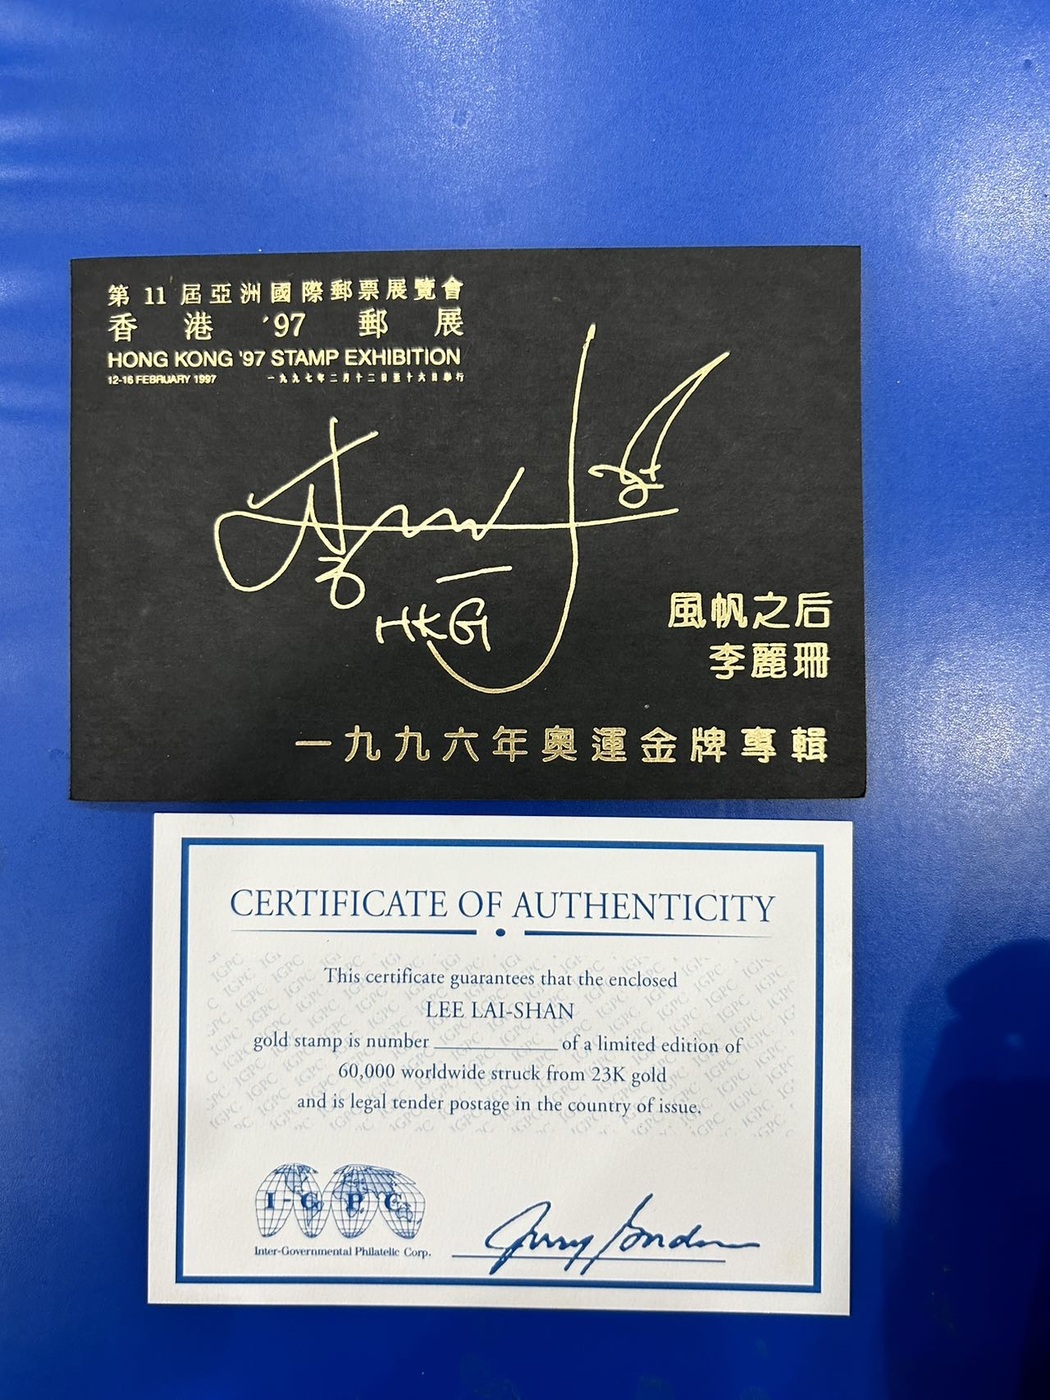 第 11 屆亞洲國際郵票展覽會
香 港 '97 郵 展
HONG KONG '97 STAMP EXHIBITION
12-16 FEBRUARY 1997 一九九七年二月十二日至十六日舉行
李
HKG
風帆之后
李麗珊
一九九六年奧運金牌專輯
CERTIFICATE OF AUTHENTICITY
This certificate guarantees that the enclosed
LEE LAI-SHAN
gold stamp is number ____________ of a limited edition of
60,000 worldwide struck from 23K gold
and is legal tender postage in the country of issue.
I-GPC
Inter-Governmental Philatelic Corp.